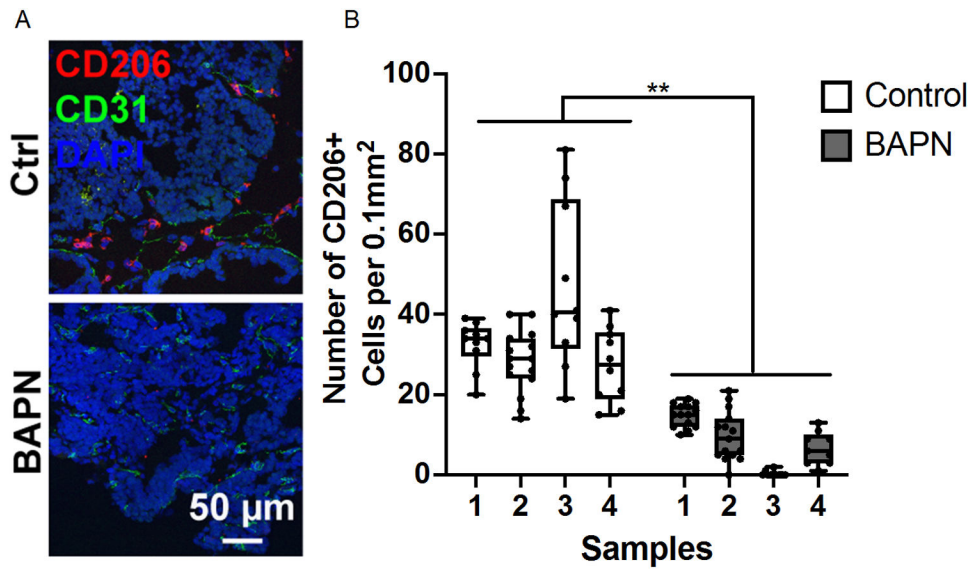 A
B
CD206
CD31
DAPI
Ctrl
BAPN
50 μm
Number of CD206+
Cells per 0.1mm²
100
80
60
40
20
0
**
Control
BAPN
1 2 3 4 1 2 3 4
Samples